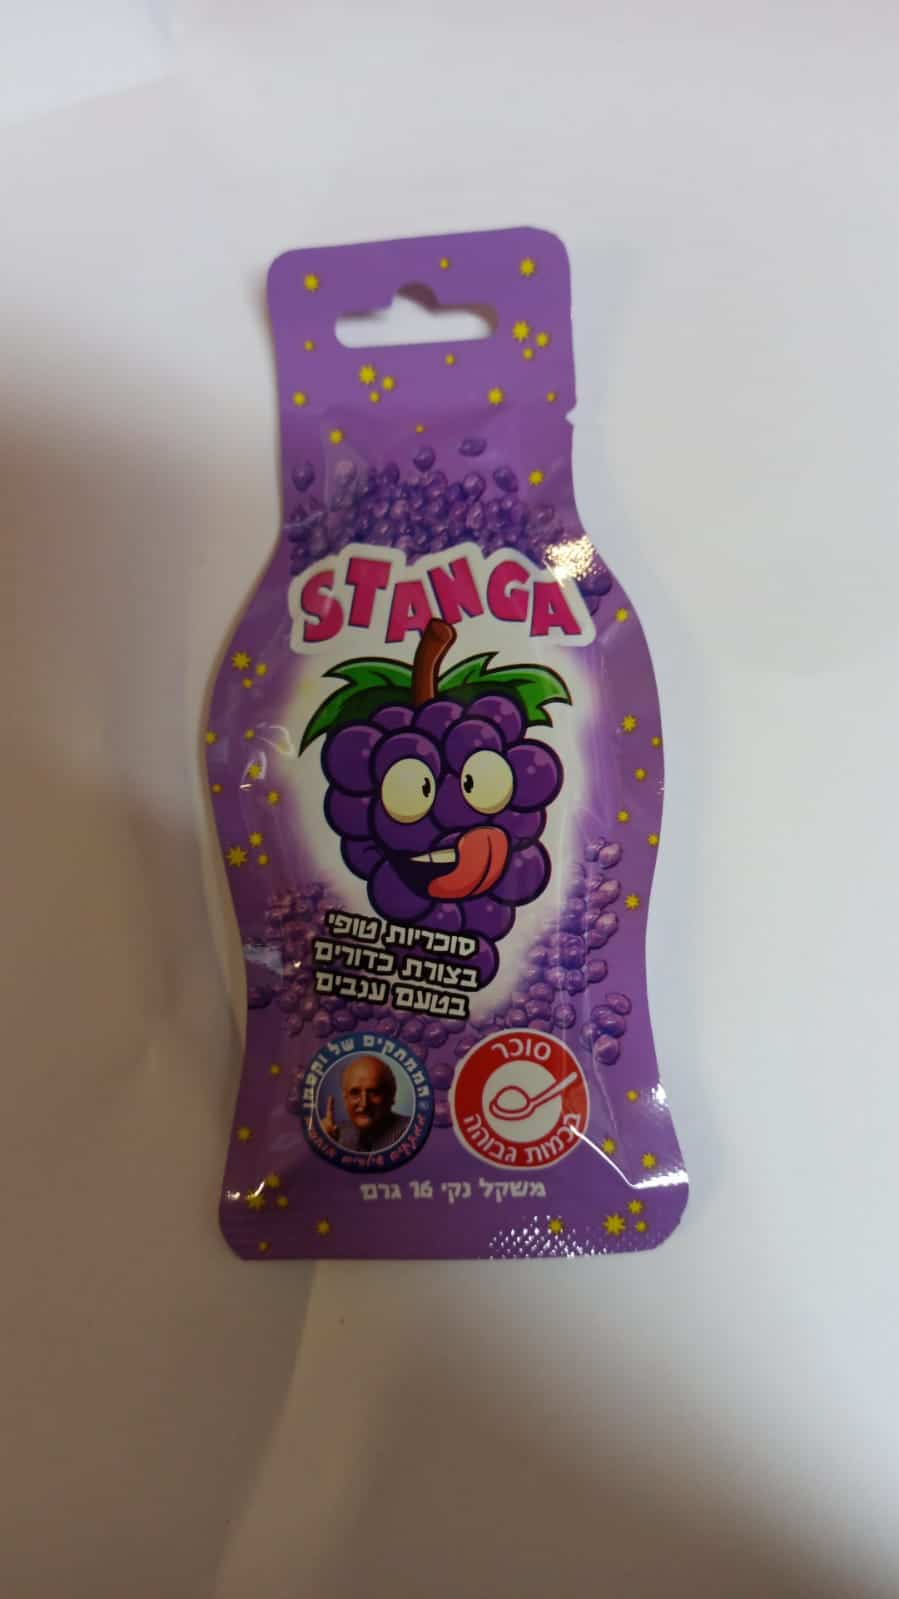 STANGA
סוכריות טופי
בצורת כדורים
בטעם ענבים
הממתקים של וקסמן
סוכר
בכמות גבוהה
משקל נקי 16 גרם